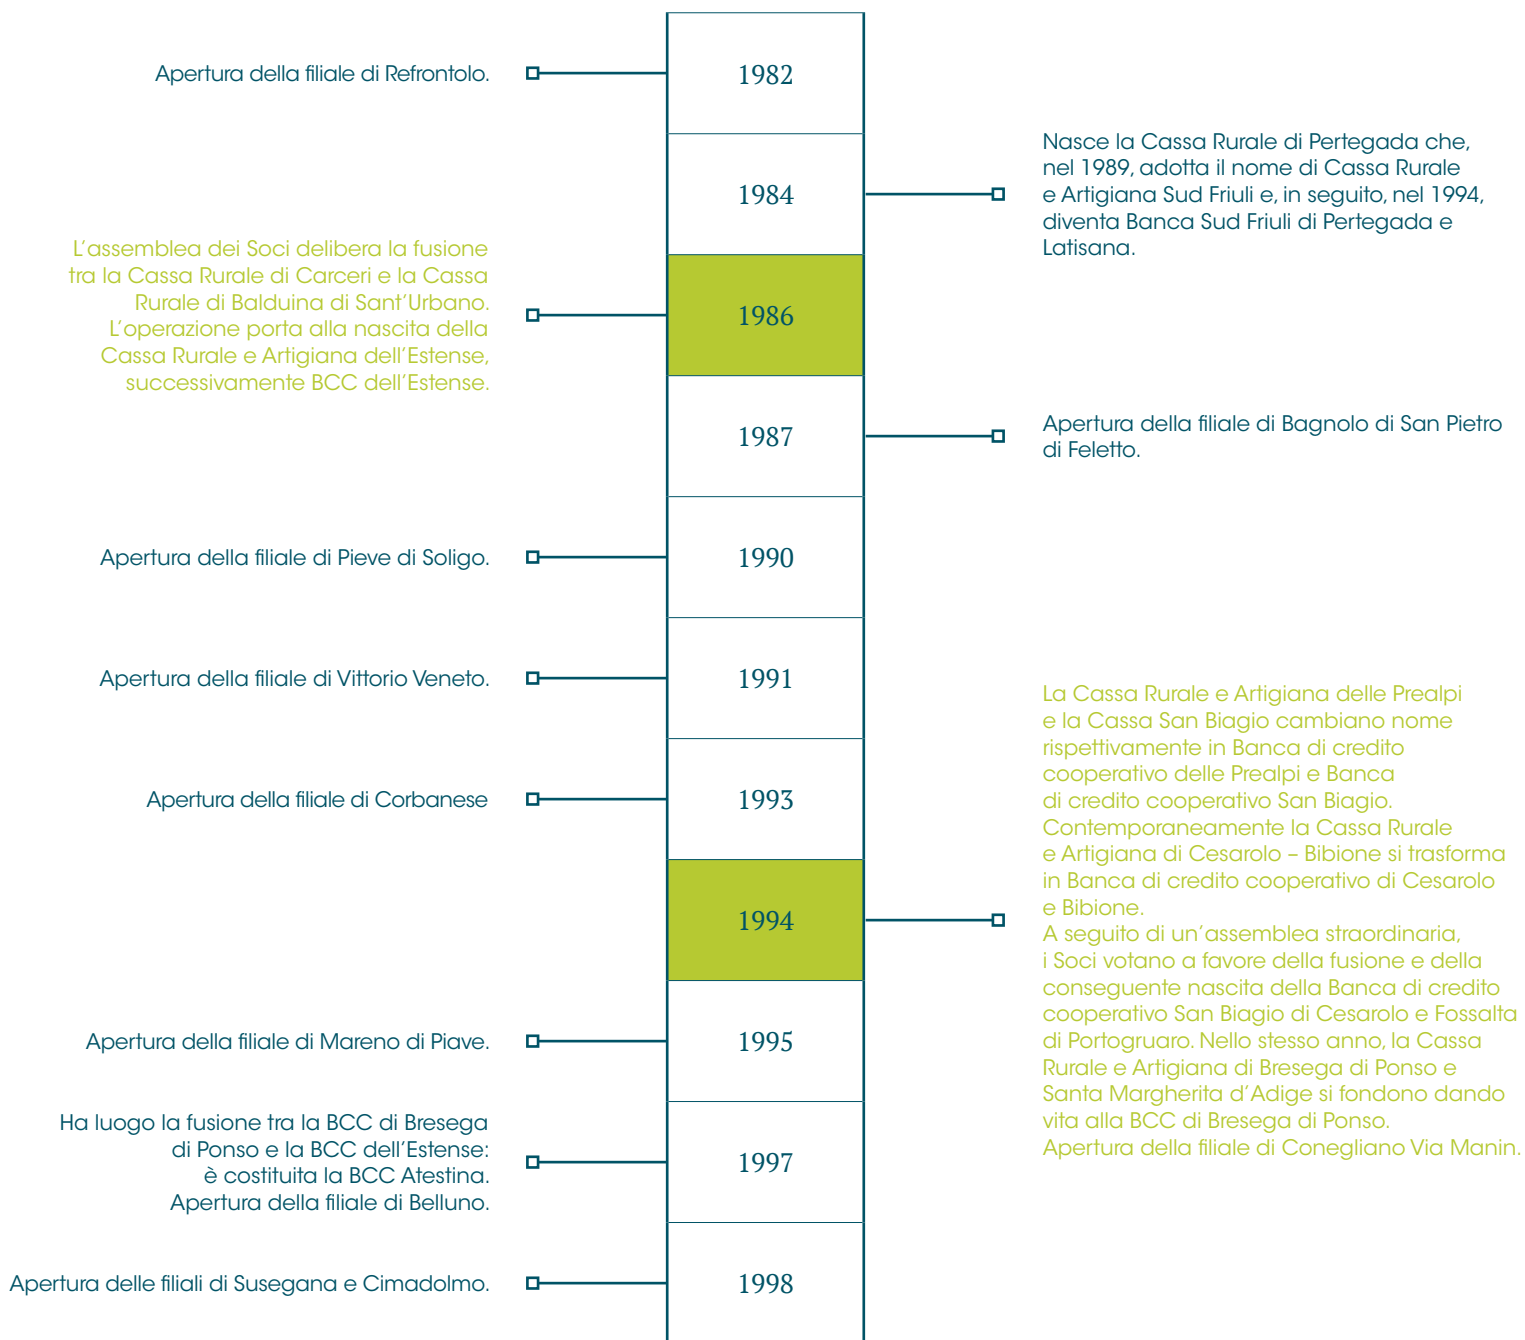 Apertura della filiale di Refrontolo.
1982
1984
Nasce la Cassa Rurale di Pertegada che,
nel 1989, adotta il nome di Cassa Rurale
e Artigiana Sud Friuli e, in seguito, nel 1994,
diventa Banca Sud Friuli di Pertegada e
Latisana.
L'assemblea dei Soci delibera la fusione
tra la Cassa Rurale di Carceri e la Cassa
Rurale di Balduina di Sant'Urbano.
L'operazione porta alla nascita della
Cassa Rurale e Artigiana dell'Estense,
successivamente BCC dell'Estense.
1986
1987
Apertura della filiale di Bagnolo di San Pietro
di Feletto.
Apertura della filiale di Pieve di Soligo.
1990
Apertura della filiale di Vittorio Veneto.
1991
Apertura della filiale di Corbanese
1993
1994
La Cassa Rurale e Artigiana delle Prealpi
e la Cassa San Biagio cambiano nome
rispettivamente in Banca di credito
cooperativo delle Prealpi e Banca
di credito cooperativo San Biagio.
Contemporaneamente la Cassa Rurale
e Artigiana di Cesarolo – Bibione si trasforma
in Banca di credito cooperativo di Cesarolo
e Bibione.
A seguito di un'assemblea straordinaria,
i Soci votano a favore della fusione e della
conseguente nascita della Banca di credito
cooperativo San Biagio di Cesarolo e Fossalta
di Portogruaro. Nello stesso anno, la Cassa
Rurale e Artigiana di Bresega di Ponso e
Santa Margherita d'Adige si fondono dando
vita alla BCC di Bresega di Ponso.
Apertura della filiale di Conegliano Via Manin.
Apertura della filiale di Mareno di Piave.
1995
Ha luogo la fusione tra la BCC di Bresega
di Ponso e la BCC dell'Estense:
è costituita la BCC Atestina.
Apertura della filiale di Belluno.
1997
Apertura delle filiali di Susegana e Cimadolmo.
1998